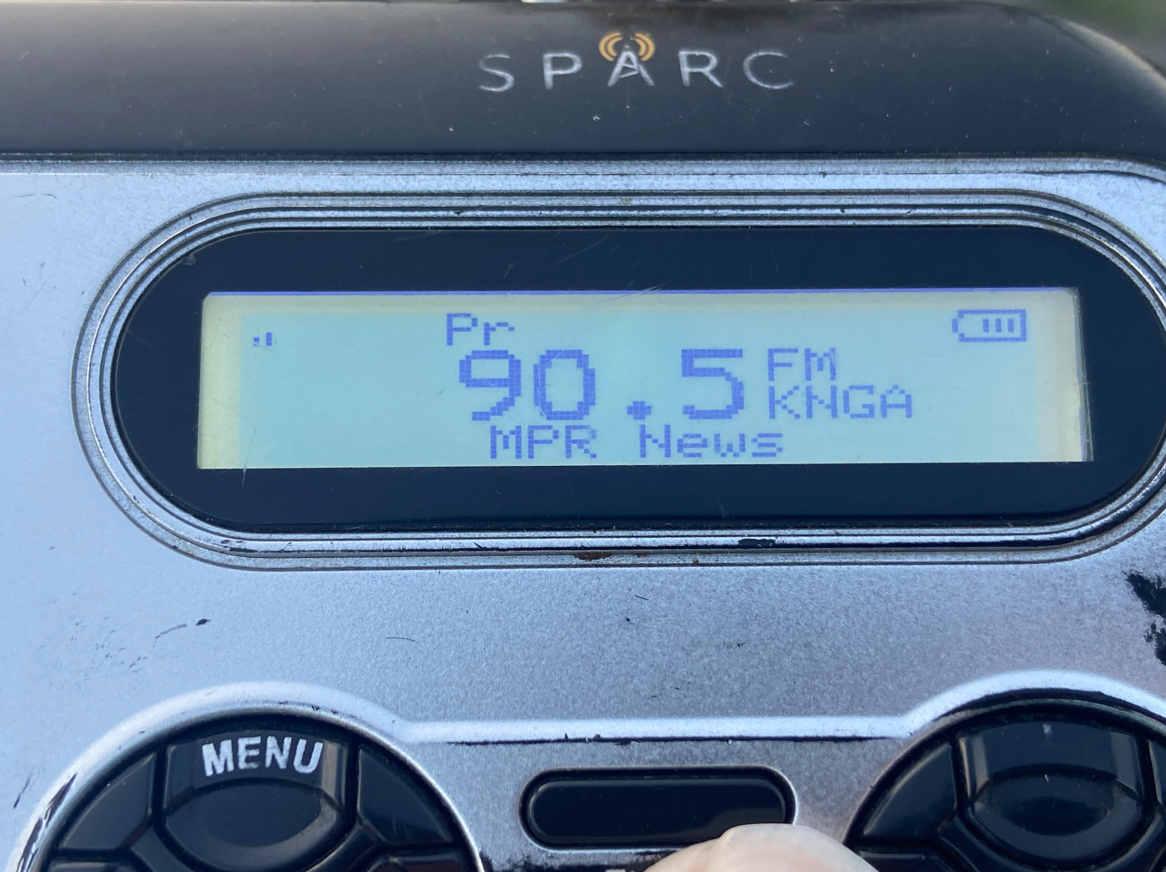 SPARC
Pr
90.5 FM
KNGA
MPR News
MENU